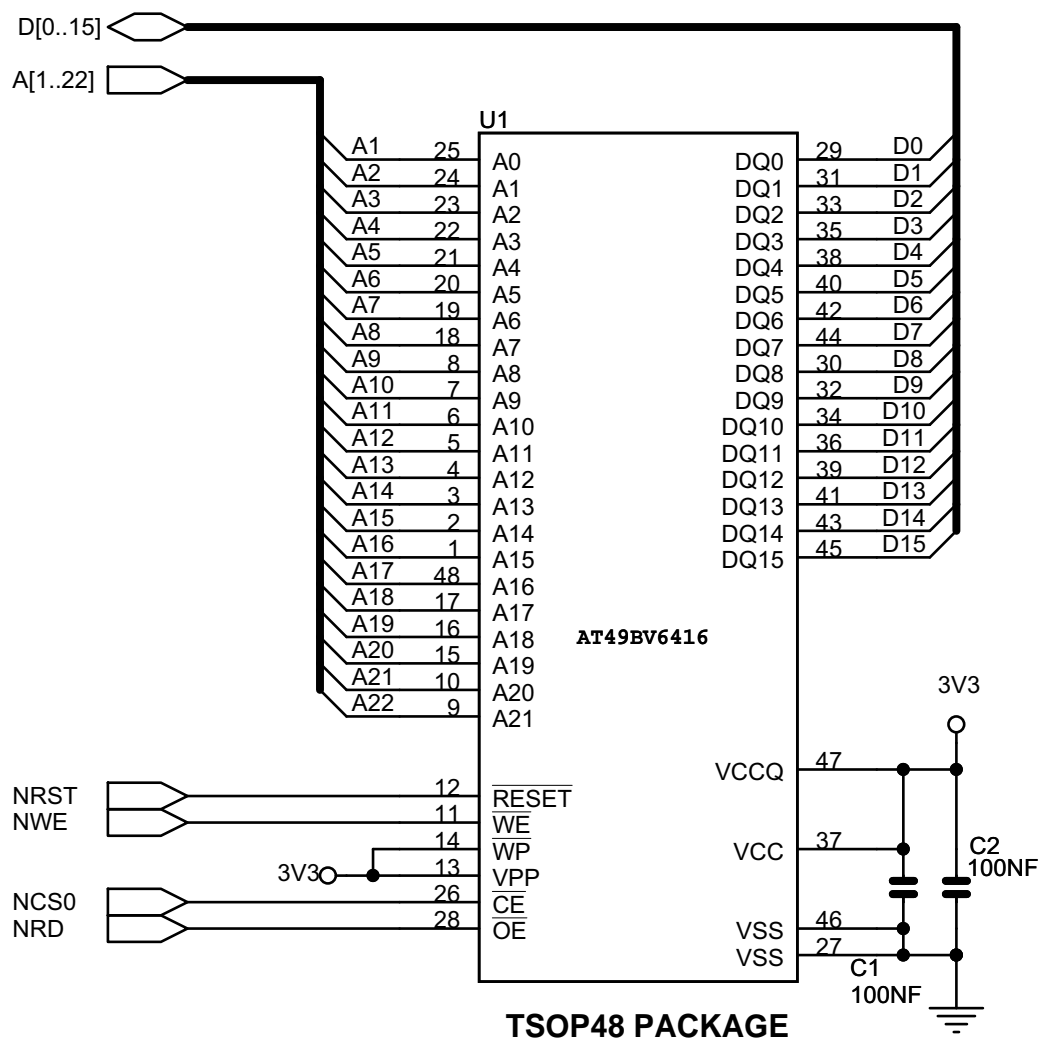 D[0..15]
A[1..22]
U1
A1 25 A0 DQ0 29 D0
A2 24 A1 DQ1 31 D1
A3 23 A2 DQ2 33 D2
A4 22 A3 DQ3 35 D3
A5 21 A4 DQ4 38 D4
A6 20 A5 DQ5 40 D5
A7 19 A6 DQ6 42 D6
A8 18 A7 DQ7 44 D7
A9 8 A8 DQ8 30 D8
A10 7 A9 DQ9 32 D9
A11 6 A10 DQ10 34 D10
A12 5 A11 DQ11 36 D11
A13 4 A12 DQ12 39 D12
A14 3 A13 DQ13 41 D13
A15 2 A14 DQ14 43 D14
A16 1 A15 DQ15 45 D15
A17 48 A16
A18 17 A17
A19 16 A18
AT49BV6416
A20 15 A19
A21 10 A20
A22 9 A21
3V3
VCCQ 47
NRST 12 RESET
NWE 11 WE
14 WP
VCC 37
C2
100NF
3V3 13 VPP
NCS0 26 CE
NRD 28 OE
VSS 46
VSS 27
C1
100NF
TSOP48 PACKAGE